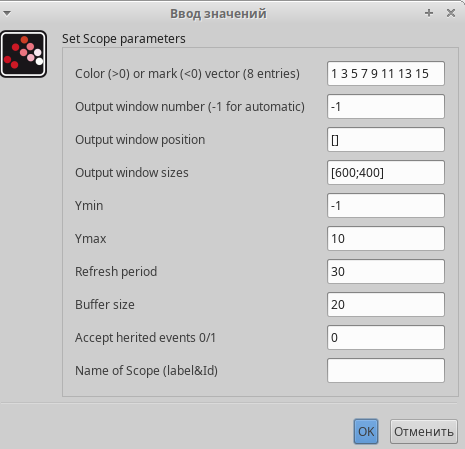 Ввод значений
Set Scope parameters
Color (>0) or mark (<0) vector (8 entries) 1 3 5 7 9 11 13 15
Output window number (-1 for automatic) -1
Output window position []
Output window sizes [600;400]
Ymin -1
Ymax 10
Refresh period 30
Buffer size 20
Accept herited events 0/1 0
Name of Scope (label&Id)
OK Отменить